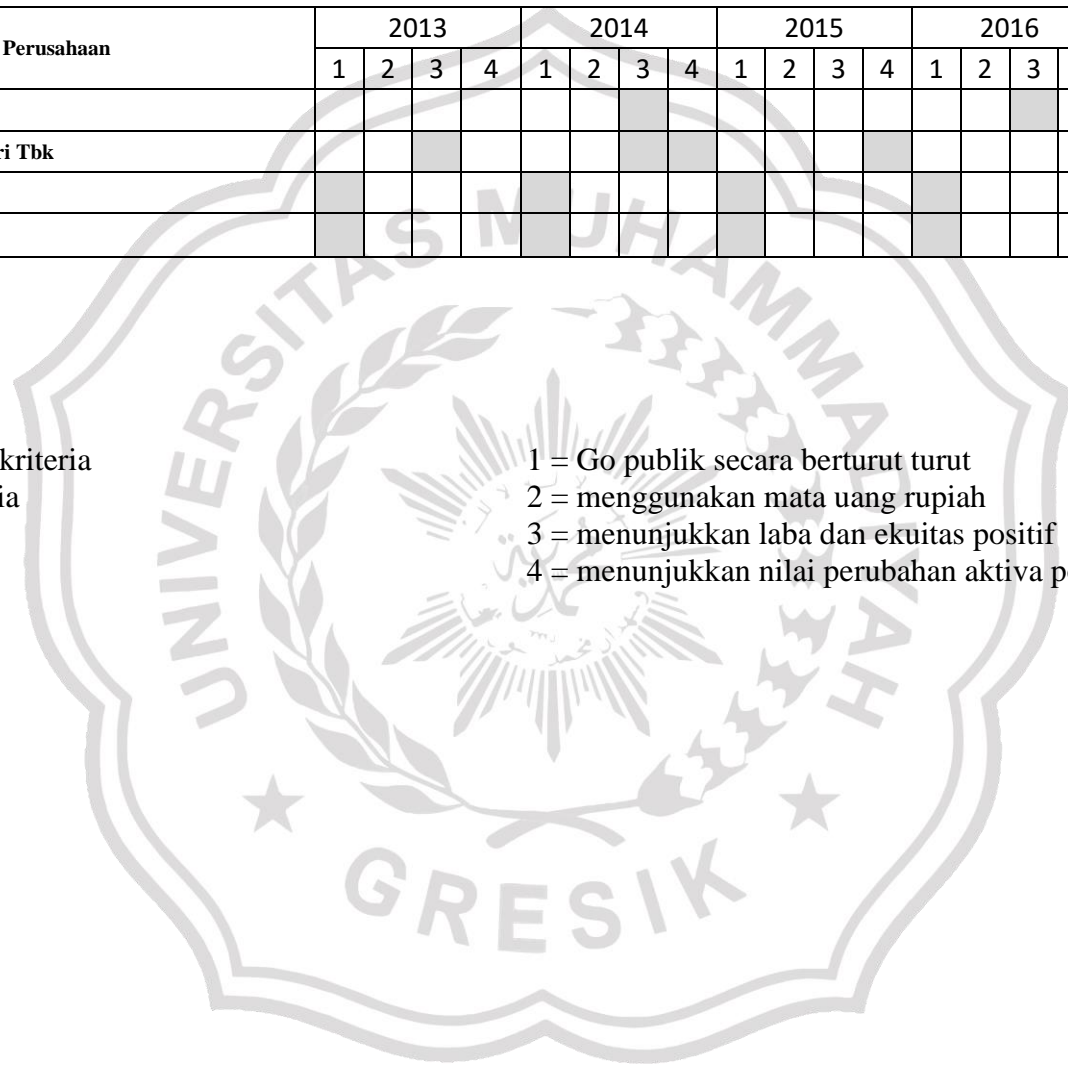 Perusahaan 2013 2014 2015 2016
1 2 3 4 1 2 3 4 1 2 3 4 1 2 3
ri Tbk
kriteria
ia
1 = Go publik secara berturut turut
2 = menggunakan mata uang rupiah
3 = menunjukkan laba dan ekuitas positif
4 = menunjukkan nilai perubahan aktiva p
UNIVERSITAS MUHAMMADIYAH
GRESIK